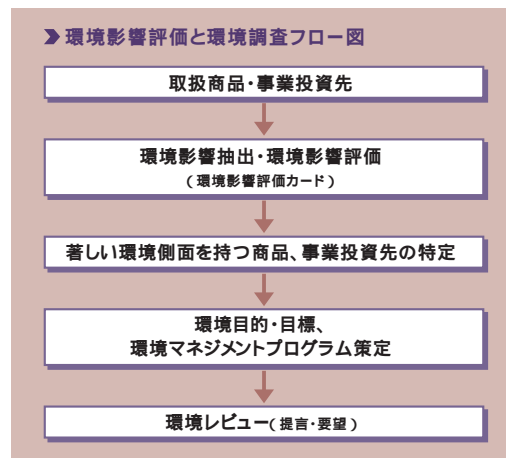 環境影響評価と環境調査フロー図
取扱商品・事業投資先
環境影響抽出・環境影響評価
(環境影響評価カード)
著しい環境側面を持つ商品、事業投資先の特定
環境目的・目標、
環境マネジメントプログラム策定
環境レビュー(提言・要望)